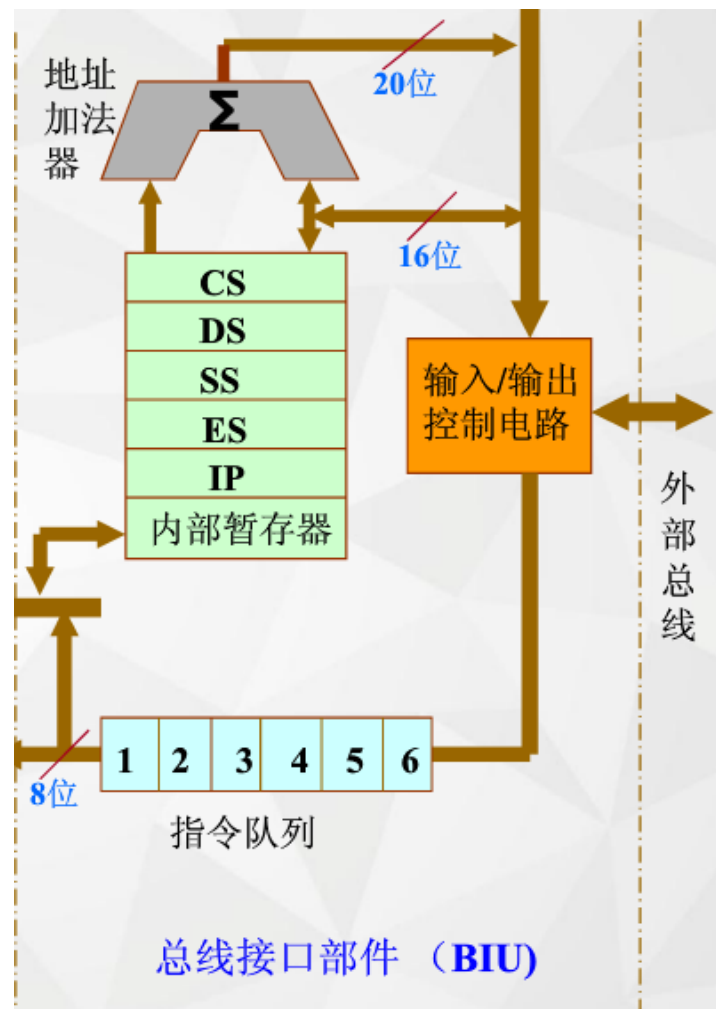 地址
加法
器
Σ
20位
16位
CS
DS
SS
ES
IP
内部暂存器
输入/输出
控制电路
外
部
总
线
1 2 3 4 5 6
8位
指令队列
总线接口部件 （BIU)